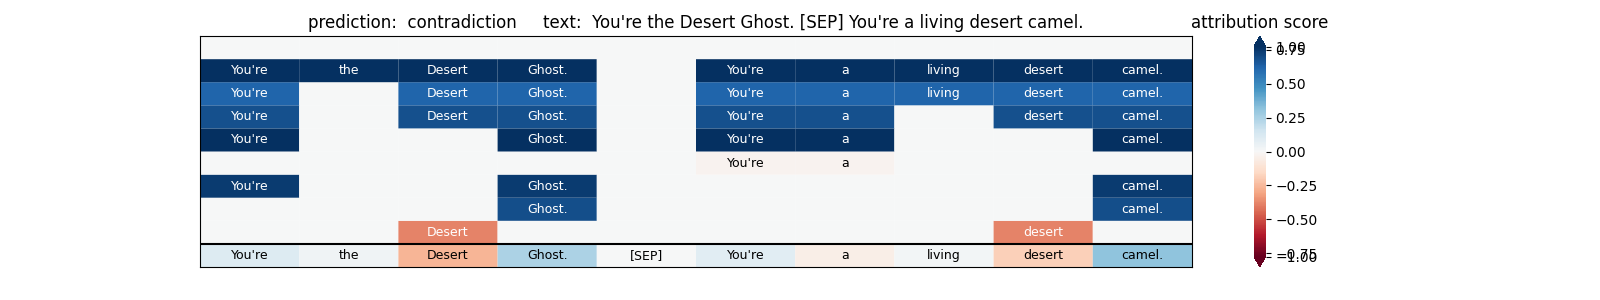 prediction:  contradiction     text:  You're the Desert Ghost. [SEP] You're a living desert camel.     attribution score
You're the Desert Ghost. You're a living desert camel.
You're Desert Ghost. You're a living desert camel.
You're Desert Ghost. You're a desert camel.
You're Ghost. You're a camel.
You're a
You're Ghost. camel.
Ghost. camel.
Desert desert
You're the Desert Ghost. [SEP] You're a living desert camel.
1.00
0.75
0.50
0.25
0.00
−0.25
−0.50
−0.75
−1.00